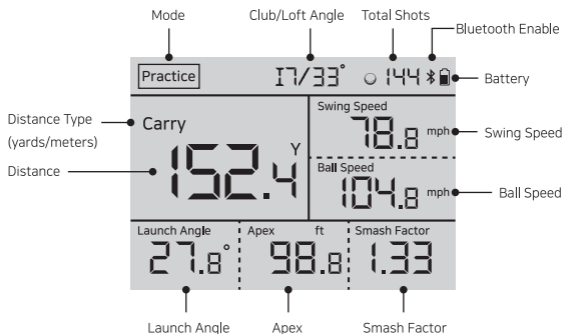 Mode
Club/Loft Angle
Total Shots
Bluetooth Enable
Practice
I7/33°
144
Battery
Distance Type
(yards/meters)
Carry
Swing Speed
78.8 mph
Swing Speed
Distance
152.4 Y
Ball Speed
104.8 mph
Ball Speed
Launch Angle
27.8°
Apex ft
98.8
Smash Factor
1.33
Launch Angle
Apex
Smash Factor